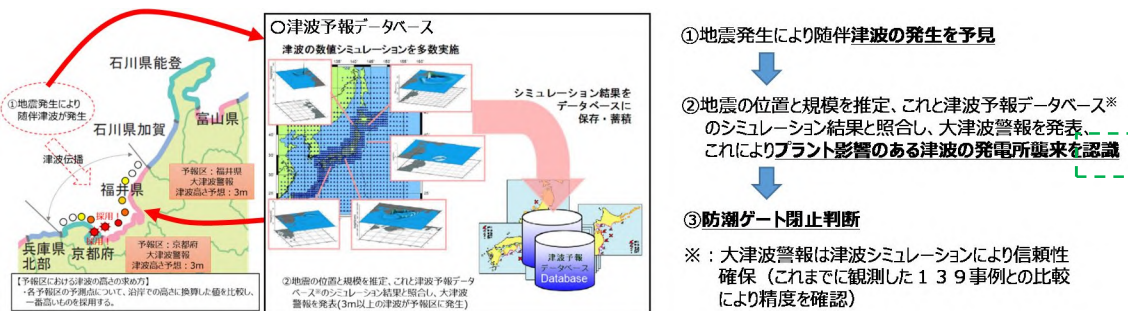 石川県能登
①地震発生により
随伴津波が発生
石川県加賀
富山県
津波伝播
予報区：福井県
大津波警報
津波高さ予想：3m
福井県
採用！
採用！
兵庫県
北部
京都府
予報区：京都府
大津波警報
津波高さ予想：3m
【予報区における津波の高さの求め方】
・各予報区の予測点について、沿岸での高さに換算した値を比較し、
一番高いものを採用する。
〇津波予報データベース
津波の数値シミュレーションを多数実施
シミュレーション結果を
データベースに
保存・蓄積
津波予報
データベース
Database
②地震の位置と規模を推定、これと津波予報データ
ベース※のシミュレーション結果と照合し、大津波
警報を発表(3m以上の津波が予報区に発生)
①地震発生により随伴津波の発生を予見
②地震の位置と規模を推定、これと津波予報データベース※
のシミュレーション結果と照合し、大津波警報を発表、
これによりプラント影響のある津波の発電所襲来を認識
③防潮ゲート閉止判断
※：大津波警報は津波シミュレーションにより信頼性
確保（これまでに観測した１３９事例との比較
により精度を確認）